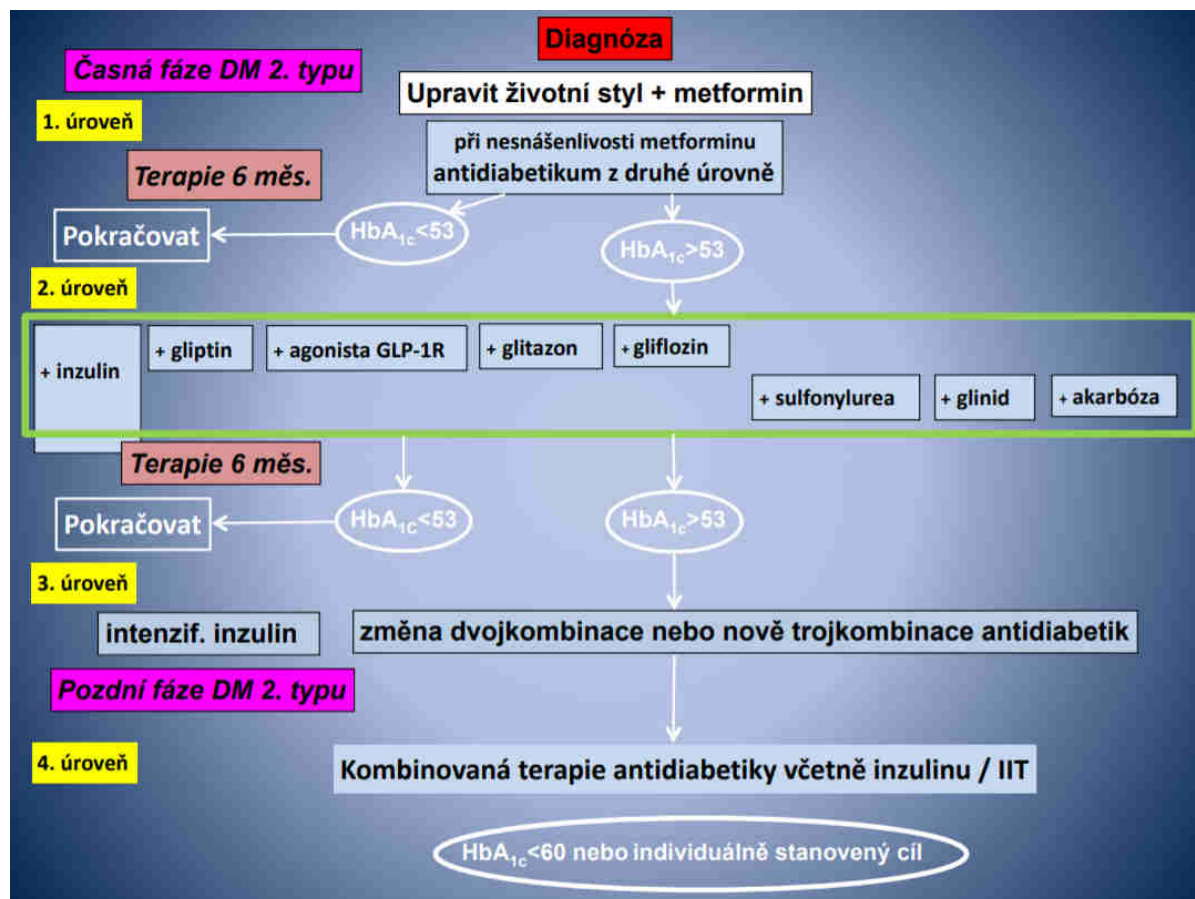 Diagnóza
Časná fáze DM 2. typu
Upravit životní styl + metformin
1. úroveň
při nesnášenlivosti metforminu
antidiabetikum z druhé úrovně
Terapie 6 měs.
Pokračovat
HbA1c<53
HbA1c>53
2. úroveň
+ inzulin
+ gliptin
+ agonista GLP-1R
+ glitazon
+ gliflozin
+ sulfonylurea
+ glinid
+ akarbóza
Terapie 6 měs.
Pokračovat
HbA1C<53
HbA1c>53
3. úroveň
intenzif. inzulin
změna dvojkombinace nebo nově trojkombinace antidiabetik
Pozdní fáze DM 2. typu
4. úroveň
Kombinovaná terapie antidiabetiky včetně inzulinu / IIT
HbA1c<60 nebo individuálně stanovený cíl